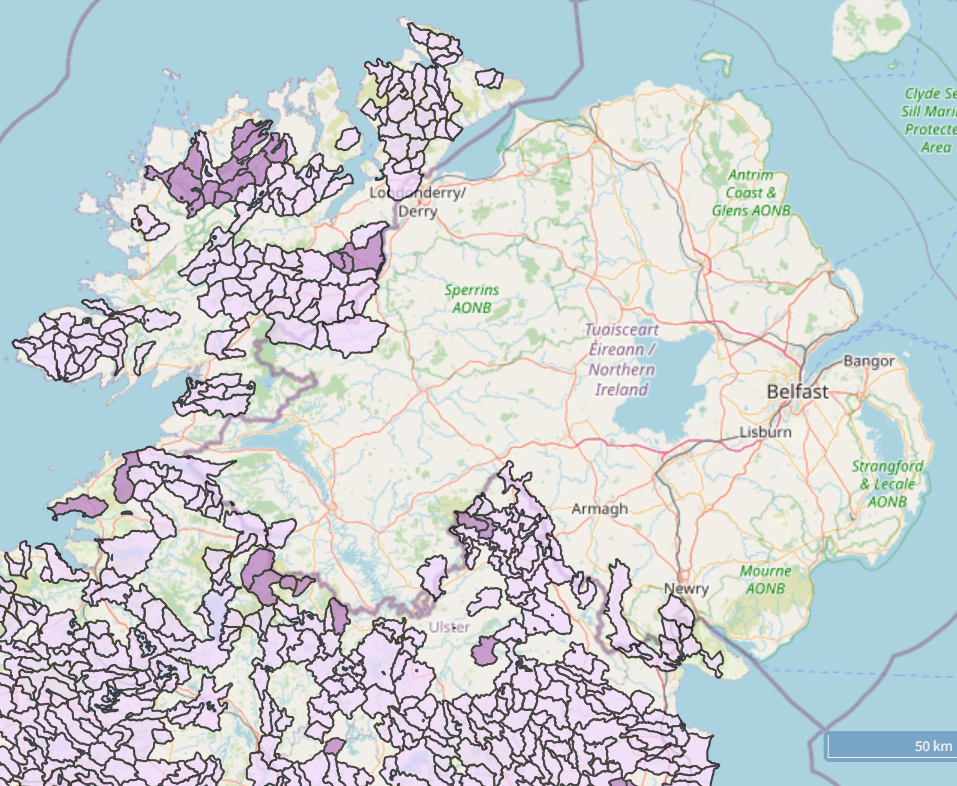 Clyde Se
Sill Mari
Protecte
Area
Antrim
Coast &
Glens AONB
Londonderry/
Derry
Sperrins
AONB
Tuaisceart
Éireann /
Northern
Ireland
Bangor
Belfast
Lisburn
Strangford
& Lecale
AONB
Armagh
Mourne
AONB
Newry
Ulster
50 km